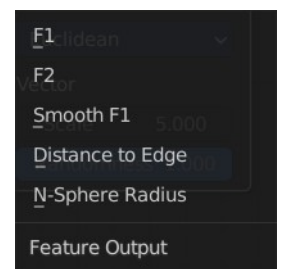 F1
F2
Smooth F1
Distance to Edge
N-Sphere Radius
Feature Output